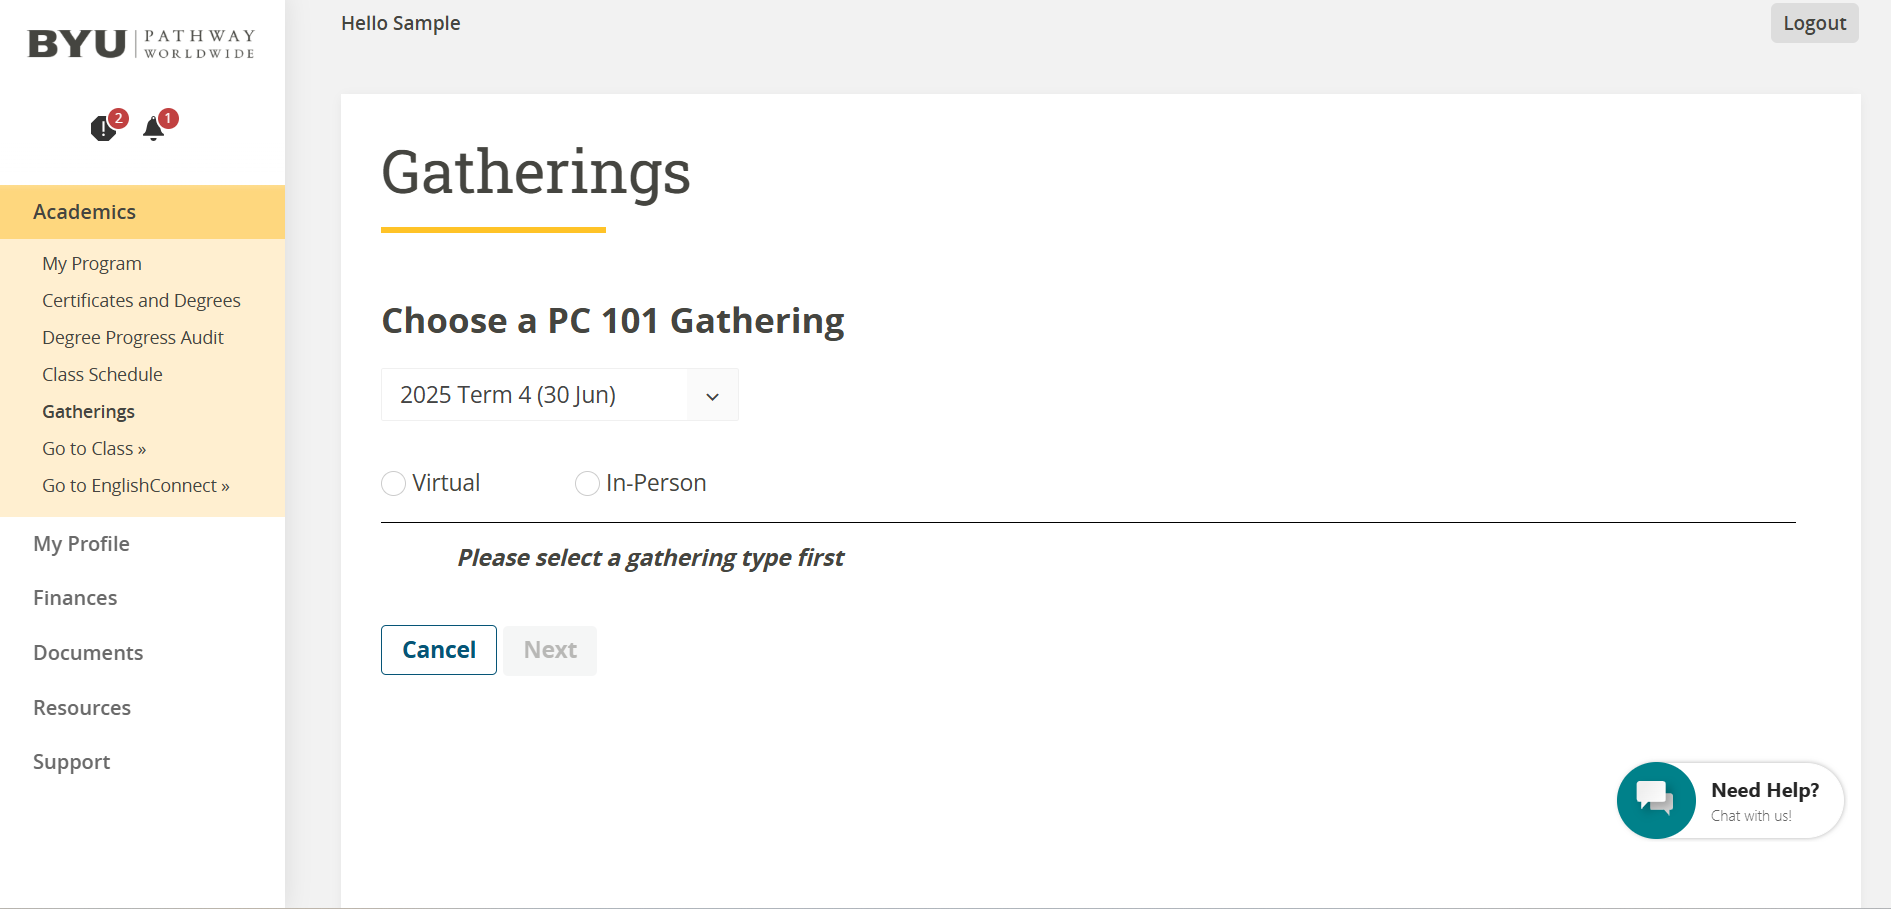 BYU PATHWAY
WORLDWIDE
Hello Sample
Logout
2
1
Academics
My Program
Certificates and Degrees
Degree Progress Audit
Class Schedule
Gatherings
Go to Class »
Go to EnglishConnect »
My Profile
Finances
Documents
Resources
Support
Gatherings
Choose a PC 101 Gathering
2025 Term 4 (30 Jun)
Virtual In-Person
Please select a gathering type first
Cancel Next
Need Help?
Chat with us!